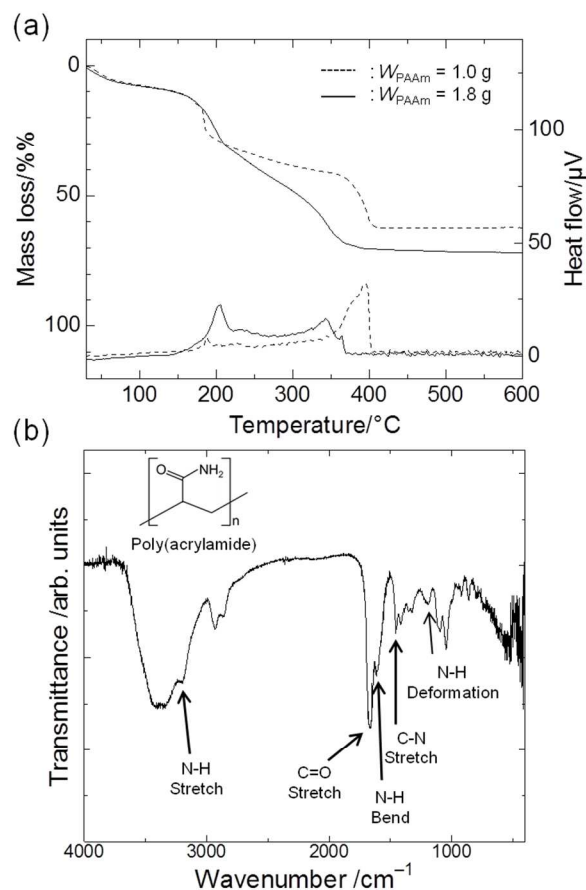 (a)
0
50
100
Mass loss/%%
--- : W_PAAm = 1.0 g
— : W_PAAm = 1.8 g
100
50
0
Heat flow/μV
100 200 300 400 500 600
Temperature/°C
(b)
O
NH₂
n
Poly(acrylamide)
Transmittance /arb. units
N-H
Stretch
C=O
Stretch
N-H
Bend
C-N
Stretch
N-H
Deformation
4000 3000 2000 1000
Wavenumber /cm⁻¹